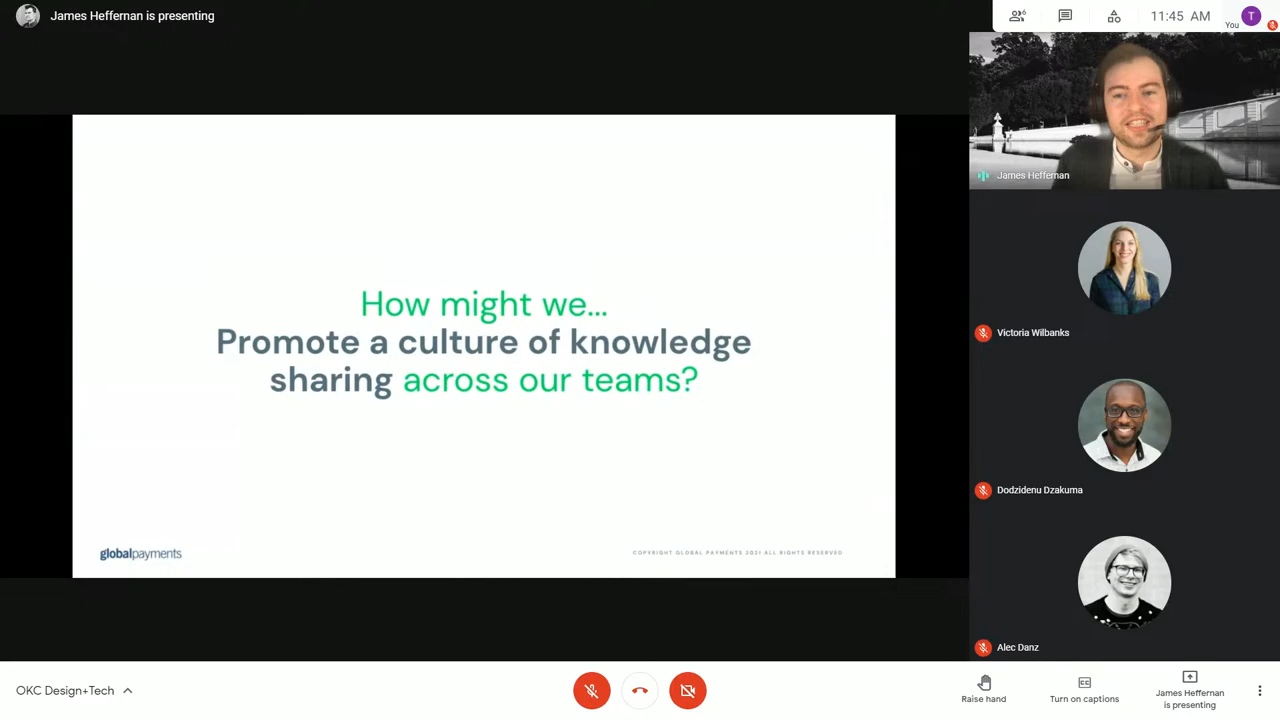 James Heffernan is presenting
6
11:45 AM
You
T
James Heffernan
How might we...
Promote a culture of knowledge
sharing across our teams?
globalpayments
COPYRIGHT GLOBAL PAYMENTS 2021 ALL RIGHTS RESERVED
Victoria Wilbanks
Dodzidenu Dzakuma
Alec Danz
OKC Design+Tech
Raise hand
CC
Turn on captions
James Heffernan
is presenting